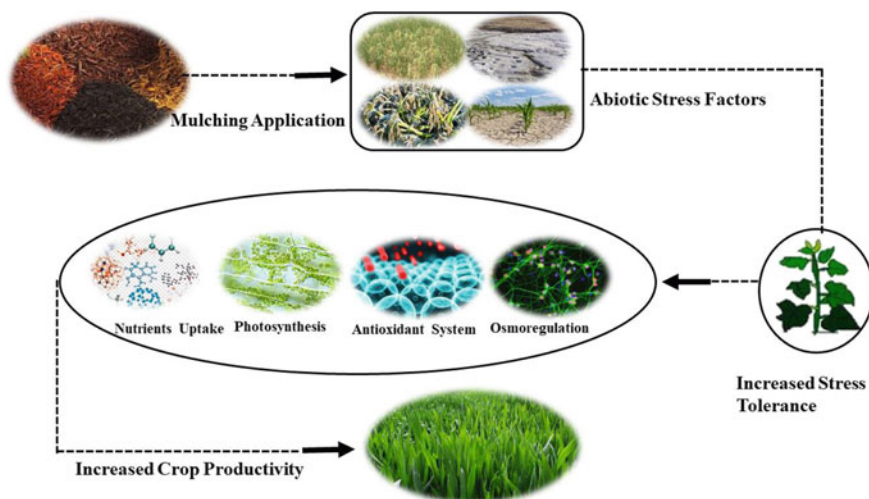 Mulching Application
Abiotic Stress Factors
Nutrients Uptake
Photosynthesis
Antioxidant System
Osmoregulation
Increased Stress
Tolerance
Increased Crop Productivity